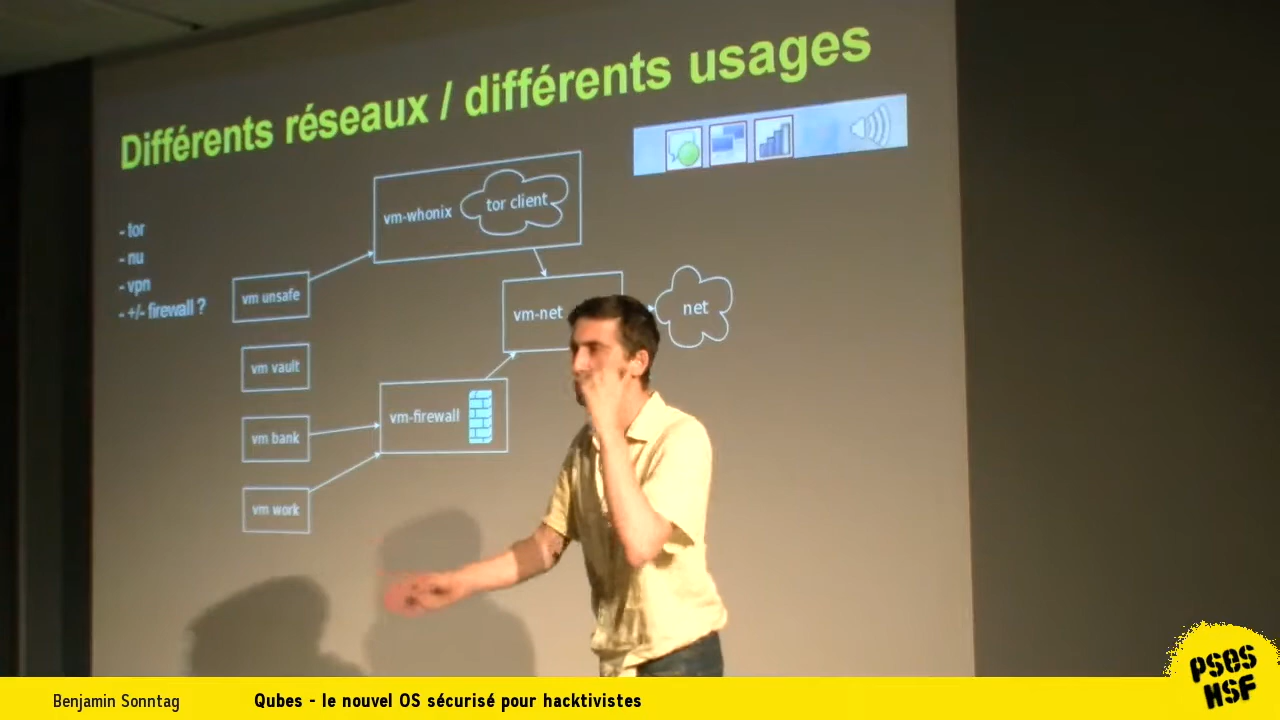 Différents réseaux / différents usages
- tor
- nu
- vpn
- +/- firewall ?
vm-whonix
tor client
vm unsafe
vm-net
net
vm vault
vm-firewall
vm bank
vm work
Benjamin Sonntag
Qubes - le nouvel OS sécurisé pour hacktivistes
PSES
HSF